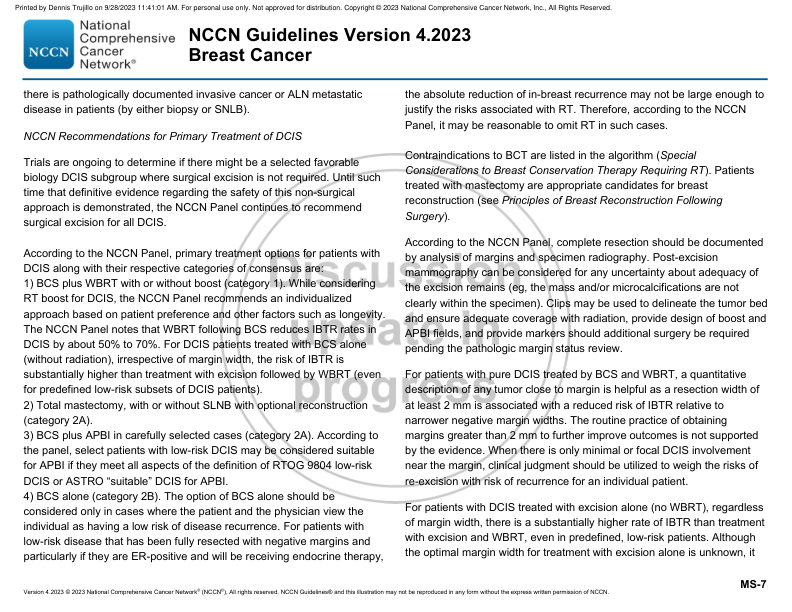 Printed by Dennis Trujillo on 9/28/2023 11:41:01 AM. For personal use only. Not approved for distribution. Copyright © 2023 National Comprehensive Cancer Network, Inc., All Rights Reserved.
NCCN
National
Comprehensive
Cancer
Network®
NCCN Guidelines Version 4.2023
Breast Cancer
there is pathologically documented invasive cancer or ALN metastatic
disease in patients (by either biopsy or SNLB).
NCCN Recommendations for Primary Treatment of DCIS
Trials are ongoing to determine if there might be a selected favorable
biology DCIS subgroup where surgical excision is not required. Until such
time that definitive evidence regarding the safety of this non-surgical
approach is demonstrated, the NCCN Panel continues to recommend
surgical excision for all DCIS.
According to the NCCN Panel, primary treatment options for patients with
DCIS along with their respective categories of consensus are:
1) BCS plus WBRT with or without boost (category 1). While considering
RT boost for DCIS, the NCCN Panel recommends an individualized
approach based on patient preference and other factors such as longevity.
The NCCN Panel notes that WBRT following BCS reduces IBTR rates in
DCIS by about 50% to 70%. For DCIS patients treated with BCS alone
(without radiation), irrespective of margin width, the risk of IBTR is
substantially higher than treatment with excision followed by WBRT (even
for predefined low-risk subsets of DCIS patients).
2) Total mastectomy, with or without SLNB with optional reconstruction
(category 2A).
3) BCS plus APBI in carefully selected cases (category 2A). According to
the panel, select patients with low-risk DCIS may be considered suitable
for APBI if they meet all aspects of the definition of RTOG 9804 low-risk
DCIS or ASTRO “suitable” DCIS for APBI.
4) BCS alone (category 2B). The option of BCS alone should be
considered only in cases where the patient and the physician view the
individual as having a low risk of disease recurrence. For patients with
low-risk disease that has been fully resected with negative margins and
particularly if they are ER-positive and will be receiving endocrine therapy,
the absolute reduction of in-breast recurrence may not be large enough to
justify the risks associated with RT. Therefore, according to the NCCN
Panel, it may be reasonable to omit RT in such cases.
Contraindications to BCT are listed in the algorithm (Special
Considerations to Breast Conservation Therapy Requiring RT). Patients
treated with mastectomy are appropriate candidates for breast
reconstruction (see Principles of Breast Reconstruction Following
Surgery).
According to the NCCN Panel, complete resection should be documented
by analysis of margins and specimen radiography. Post-excision
mammography can be considered for any uncertainty about adequacy of
the excision remains (eg, the mass and/or microcalcifications are not
clearly within the specimen). Clips may be used to delineate the tumor bed
and ensure adequate coverage with radiation, provide design of boost and
APBI fields, and provide markers should additional surgery be required
pending the pathologic margin status review.
For patients with pure DCIS treated by BCS and WBRT, a quantitative
description of any tumor close to margin is helpful as a resection width of
at least 2 mm is associated with a reduced risk of IBTR relative to
narrower negative margin widths. The routine practice of obtaining
margins greater than 2 mm to further improve outcomes is not supported
by the evidence. When there is only minimal or focal DCIS involvement
near the margin, clinical judgment should be utilized to weigh the risks of
re-excision with risk of recurrence for an individual patient.
For patients with DCIS treated with excision alone (no WBRT), regardless
of margin width, there is a substantially higher rate of IBTR than treatment
with excision and WBRT, even in predefined, low-risk patients. Although
the optimal margin width for treatment with excision alone is unknown, it
Discussion
update in
progress
MS-7
Version 4.2023 © 2023 National Comprehensive Cancer Network® (NCCN®), All rights reserved. NCCN Guidelines® and this illustration may not be reproduced in any form without the express written permission of NCCN.